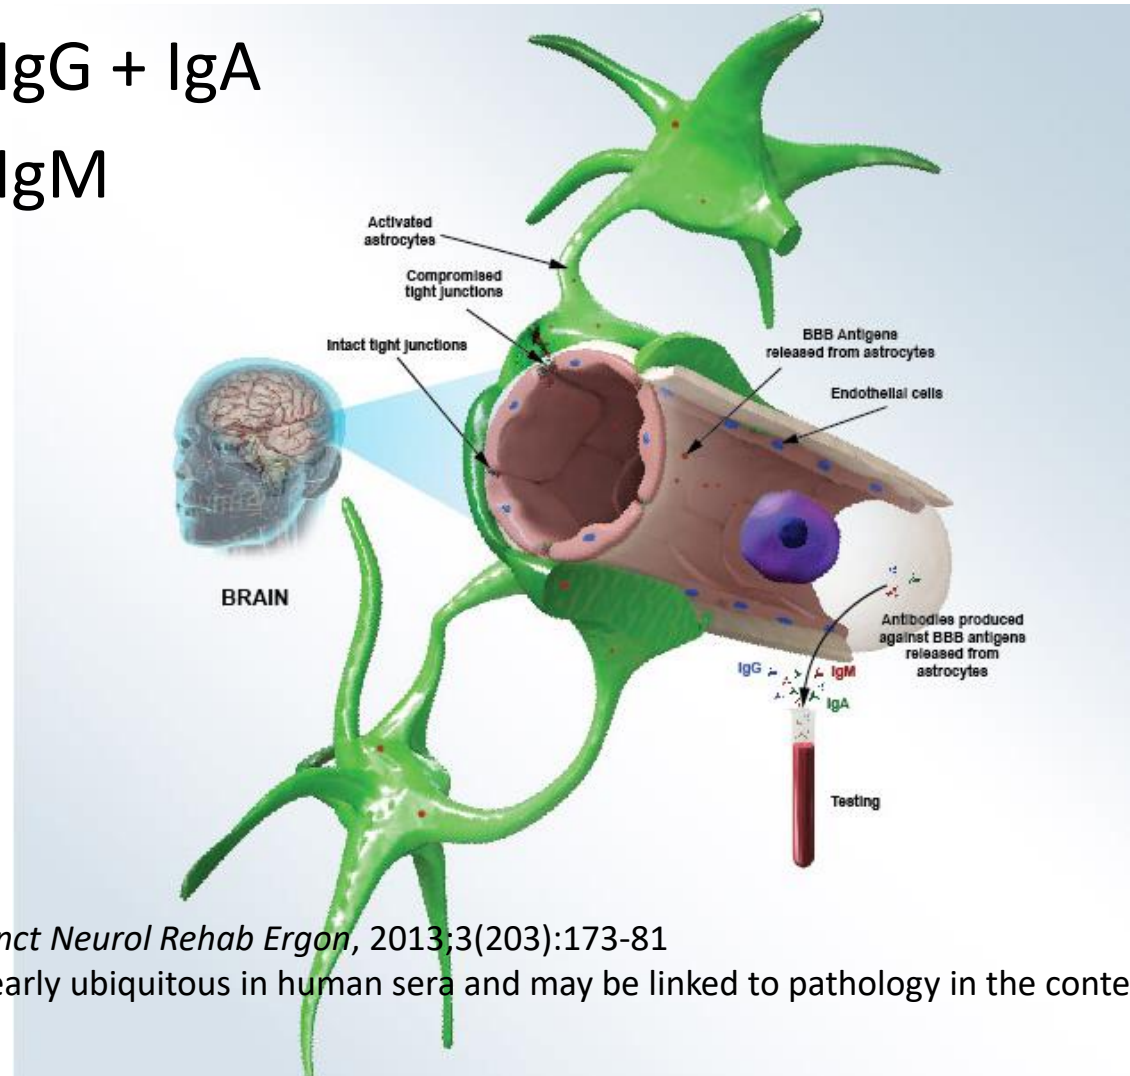 IgG + IgA
IgM
Activated
astrocytes
Compromised
tight junctions
Intact tight junctions
BBB Antigens
released from astrocytes
Endothelial cells
BRAIN
Antibodies produced
against BBB antigens
released from
astrocytes
IgG
IgM
IgA
Testing
nct Neurol Rehab Ergon, 2013;3(203):173-81
early ubiquitous in human sera and may be linked to pathology in the conte